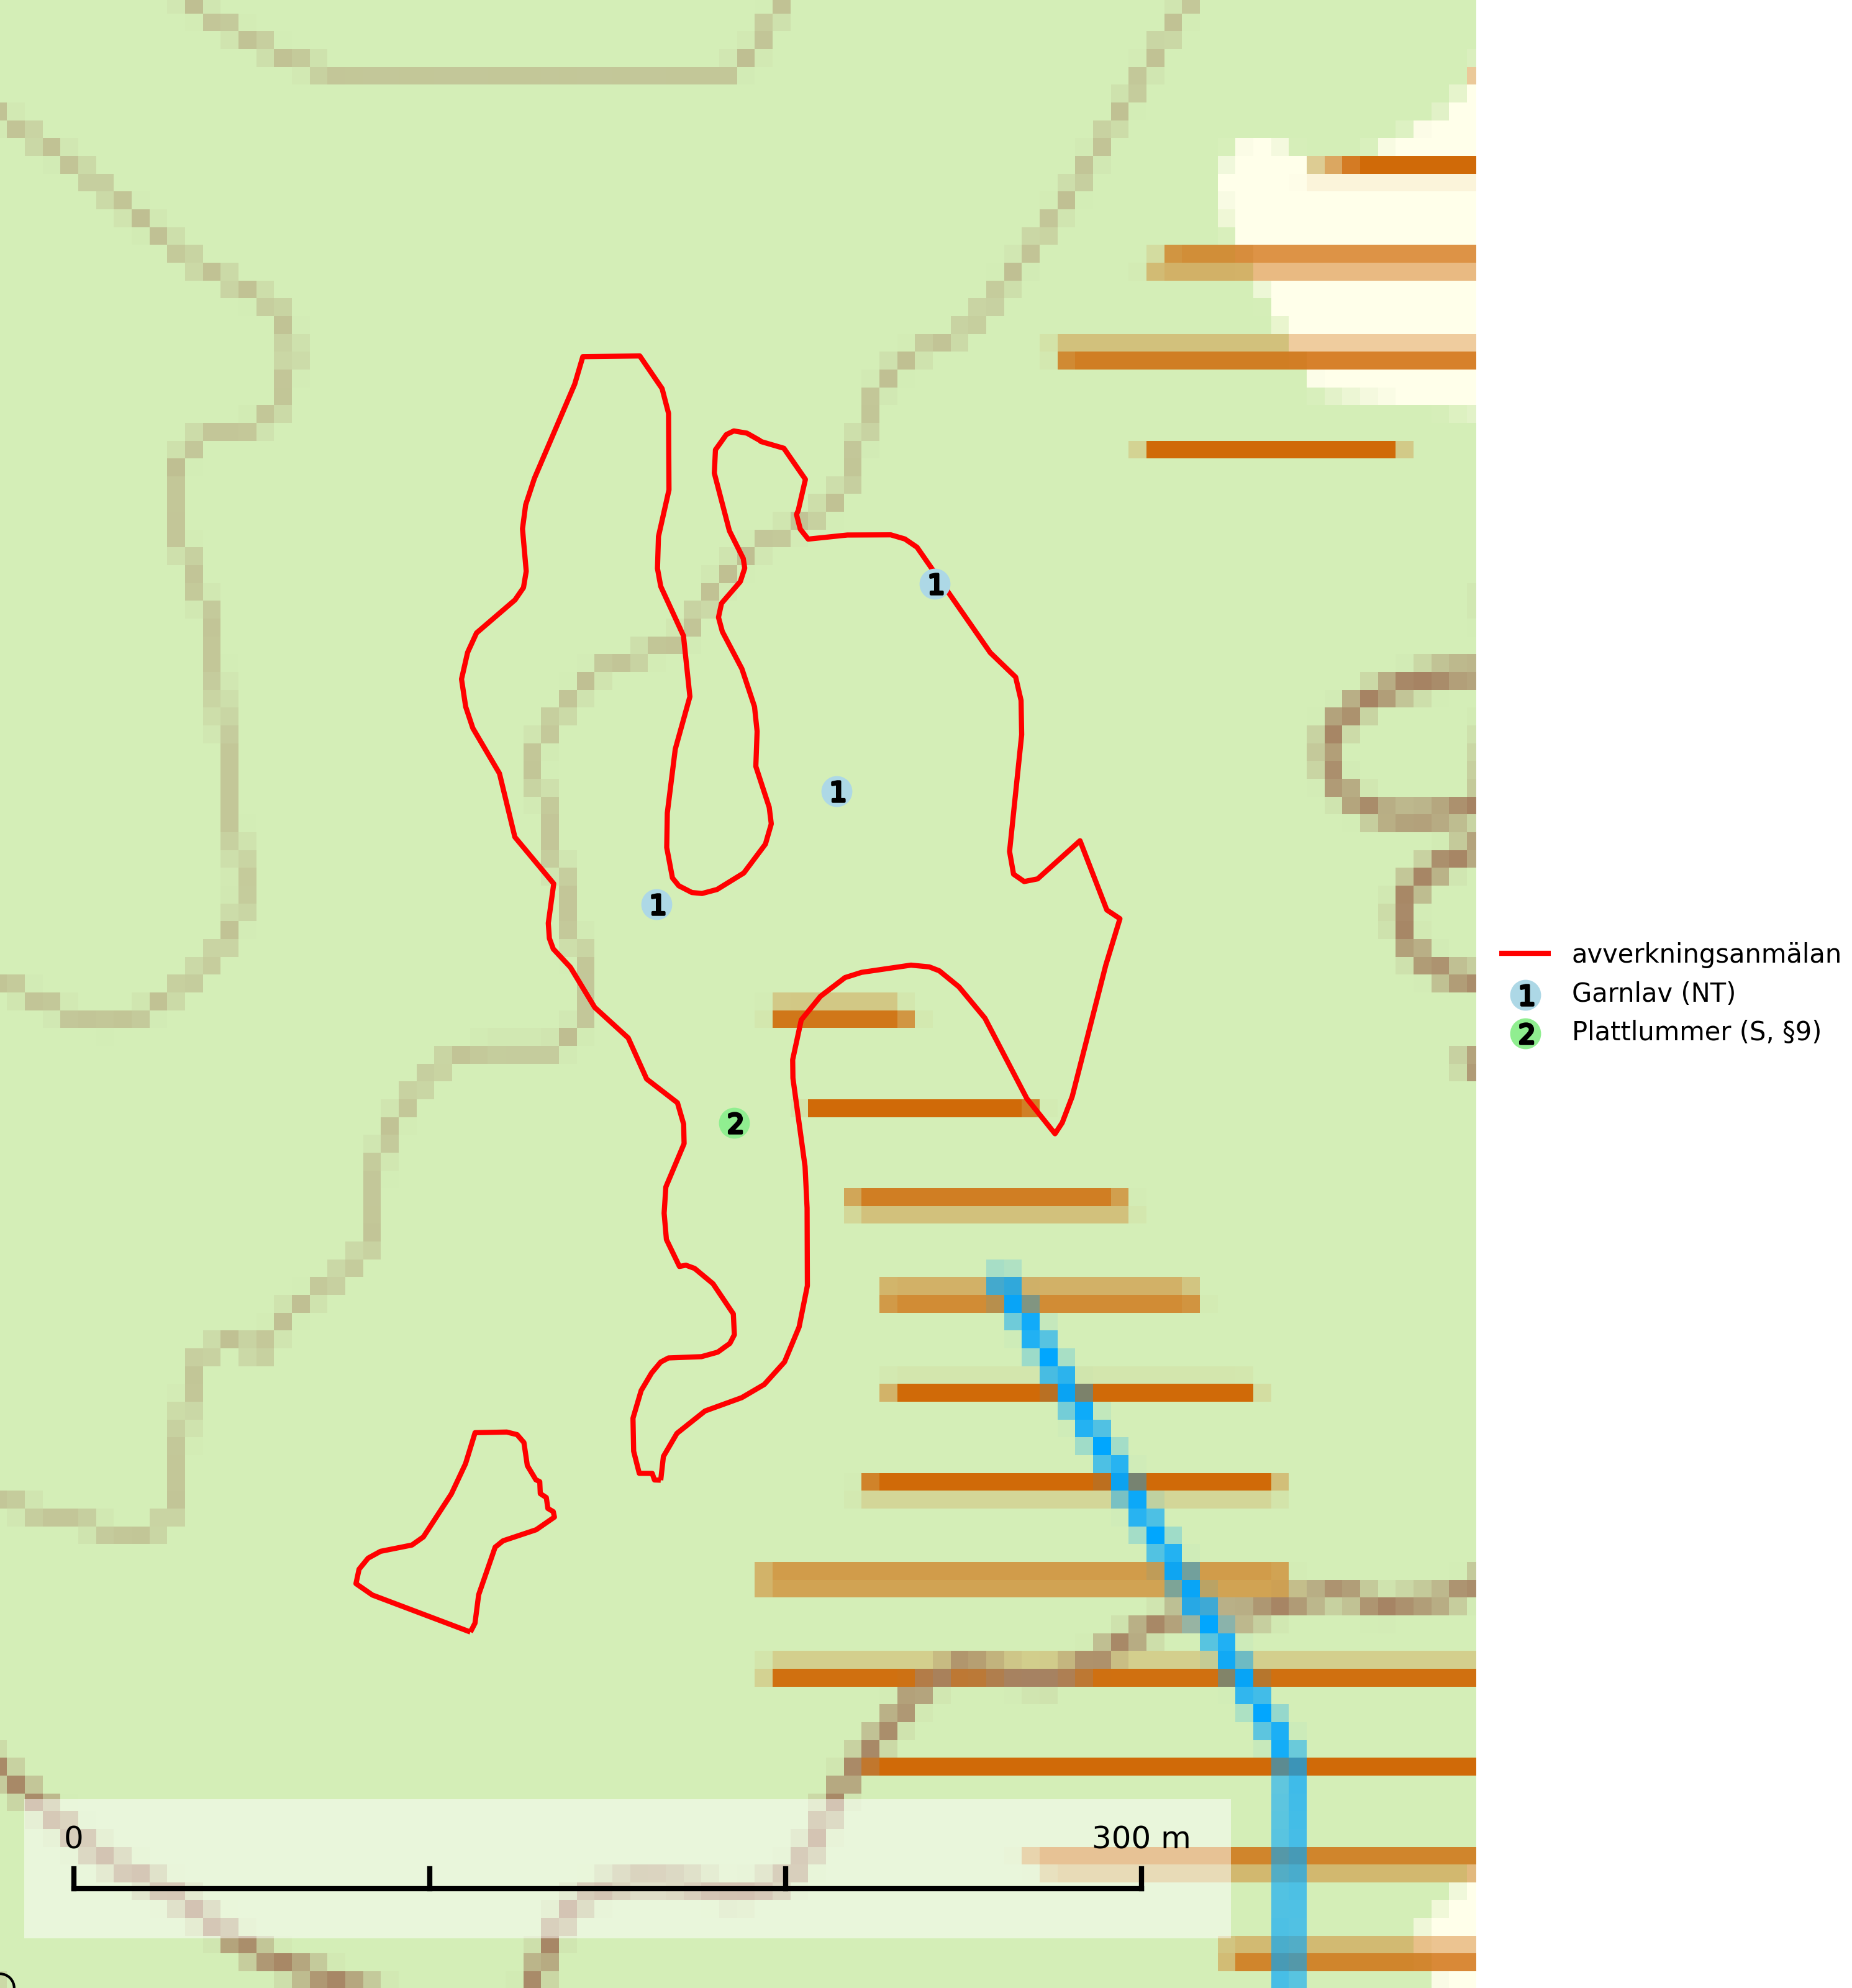 1
1
1
2
avverkningsanmälan
1 Garnlav (NT)
2 Plattlummer (S, §9)
0 300 m